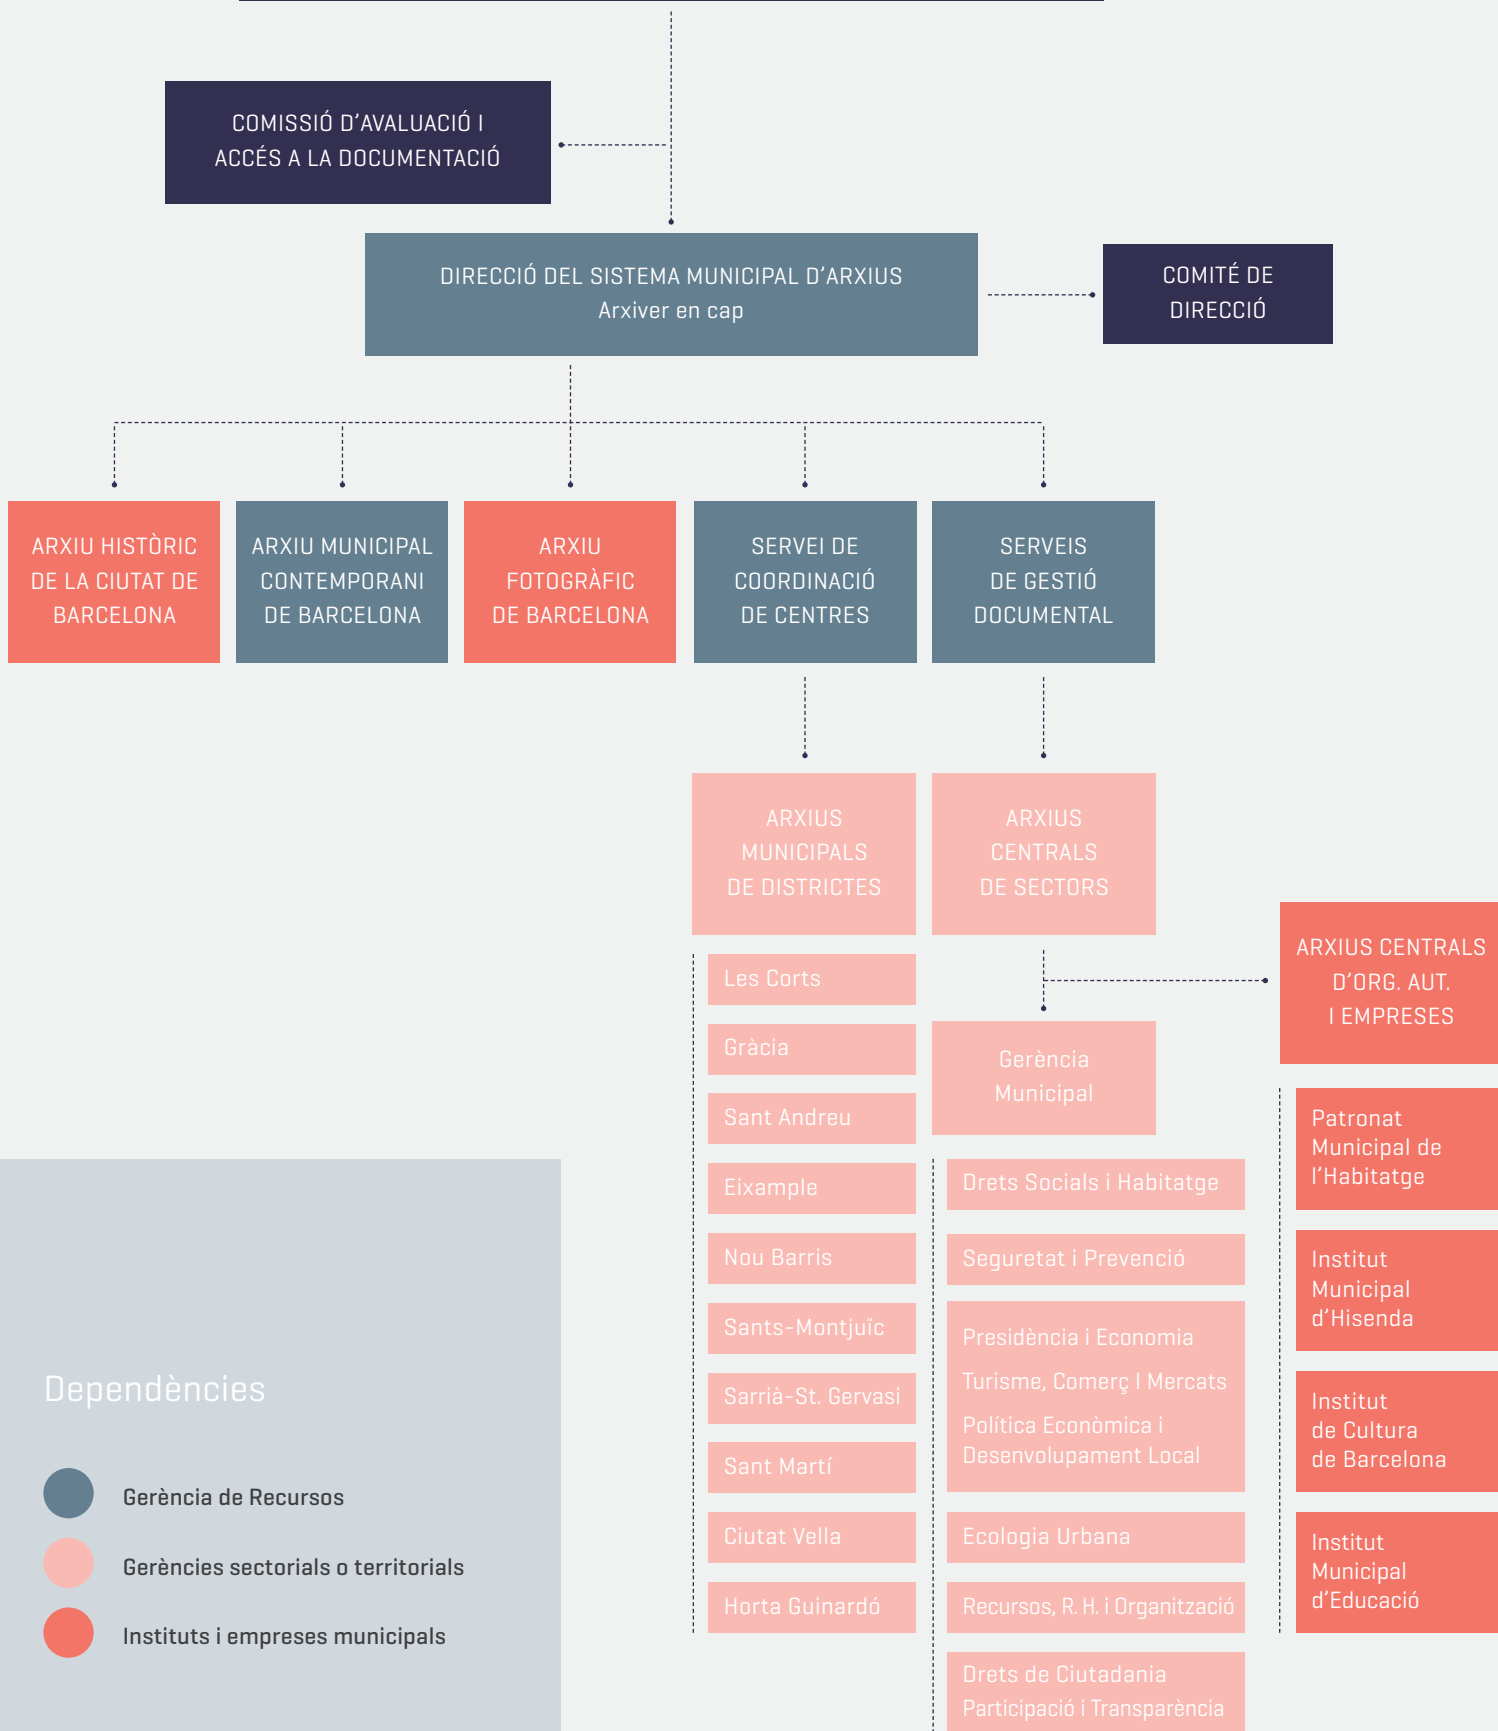 COMISSIÓ D'AVALUACIÓ I
ACCÉS A LA DOCUMENTACIÓ
DIRECCIÓ DEL SISTEMA MUNICIPAL D'ARXIUS
Arxiver en cap
COMITÉ DE
DIRECCIÓ
ARXIU HISTÒRIC
DE LA CIUTAT DE
BARCELONA
ARXIU MUNICIPAL
CONTEMPORANI
DE BARCELONA
ARXIU
FOTOGRÀFIC
DE BARCELONA
SERVEI DE
COORDINACIÓ
DE CENTRES
SERVEIS
DE GESTIÓ
DOCUMENTAL
ARXIUS
MUNICIPALS
DE DISTRICTES
Les Corts
Gràcia
Sant Andreu
Eixample
Nou Barris
Sants-Montjuïc
Sarrià-St. Gervasi
Sant Martí
Ciutat Vella
Horta Guinardó
ARXIUS
CENTRALS
DE SECTORS
Gerència
Municipal
Drets Socials i Habitatge
Seguretat i Prevenció
Presidència i Economia
Turisme, Comerç I Mercats
Política Econòmica i
Desenvolupament Local
Ecologia Urbana
Recursos, R. H. i Organització
Drets de Ciutadania
Participació i Transparència
ARXIUS CENTRALS
D'ORG. AUT.
I EMPRESES
Patronat
Municipal de
l'Habitatge
Institut
Municipal
d'Hisenda
Institut
de Cultura
de Barcelona
Institut
Municipal
d'Educació
Dependències
Gerència de Recursos
Gerències sectorials o territorials
Instituts i empreses municipals